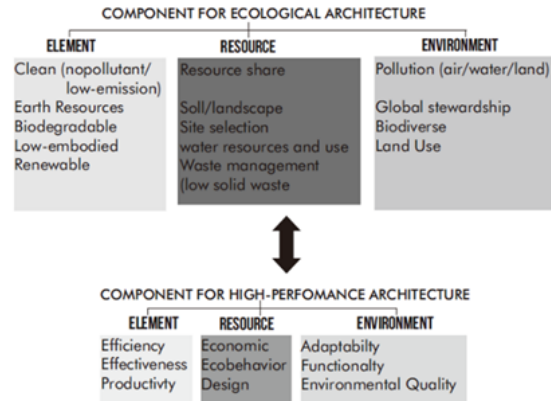 COMPONENT FOR ECOLOGICAL ARCHITECTURE
ELEMENT
Clean (nopollutant/
low-emission)
Earth Resources
Biodegradable
Low-embodied
Renewable
RESOURCE
Resource share
Soll/landscape
Site selection
water resources and use
Waste management
(low solid waste
ENVIRONMENT
Pollution (air/water/land)
Global stewardship
Biodiverse
Land Use
COMPONENT FOR HIGH-PERFOMANCE ARCHITECTURE
ELEMENT
Efficiency
Effectiveness
Productivty
RESOURCE
Economic
Ecobehavior
Design
ENVIRONMENT
Adaptabilty
Functionalty
Environmental Quality